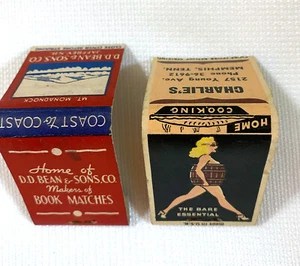 D.D. BEAN & SONS CO.
JAFFREY, N.H.
MT. MONADNOCK
COAST to COAST
Home of
D.D. BEAN & SONS, CO.
Makers of
BOOK MATCHES
CHARLIE'S
2157 Young Ave.
Phone 36-9612
MEMPHIS, TENN.
HOME
COOKING
THE BARE
ESSENTIAL